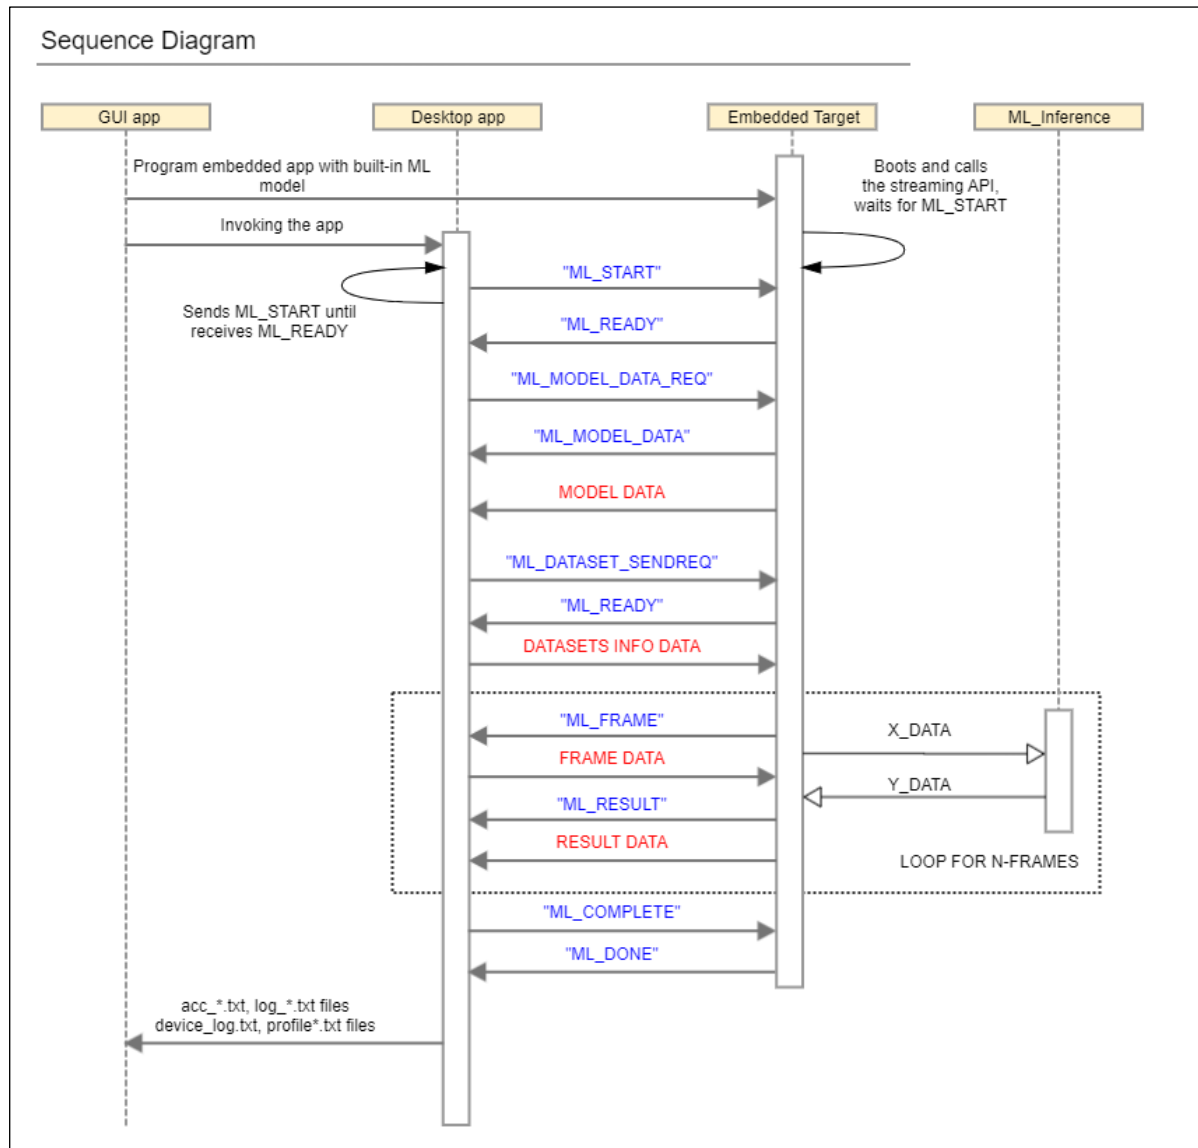 Sequence Diagram
GUI app
Desktop app
Embedded Target
ML_Inference
Program embedded app with built-in ML
model
Boots and calls
the streaming API,
waits for ML_START
Invoking the app
"ML_START"
Sends ML_START until
receives ML_READY
"ML_READY"
"ML_MODEL_DATA_REQ"
"ML_MODEL_DATA"
MODEL DATA
"ML_DATASET_SENDREQ"
"ML_READY"
DATASETS INFO DATA
"ML_FRAME"
X_DATA
FRAME DATA
Y_DATA
"ML_RESULT"
RESULT DATA
LOOP FOR N-FRAMES
"ML_COMPLETE"
"ML_DONE"
acc_*.txt, log_*.txt files
device_log.txt, profile*.txt files